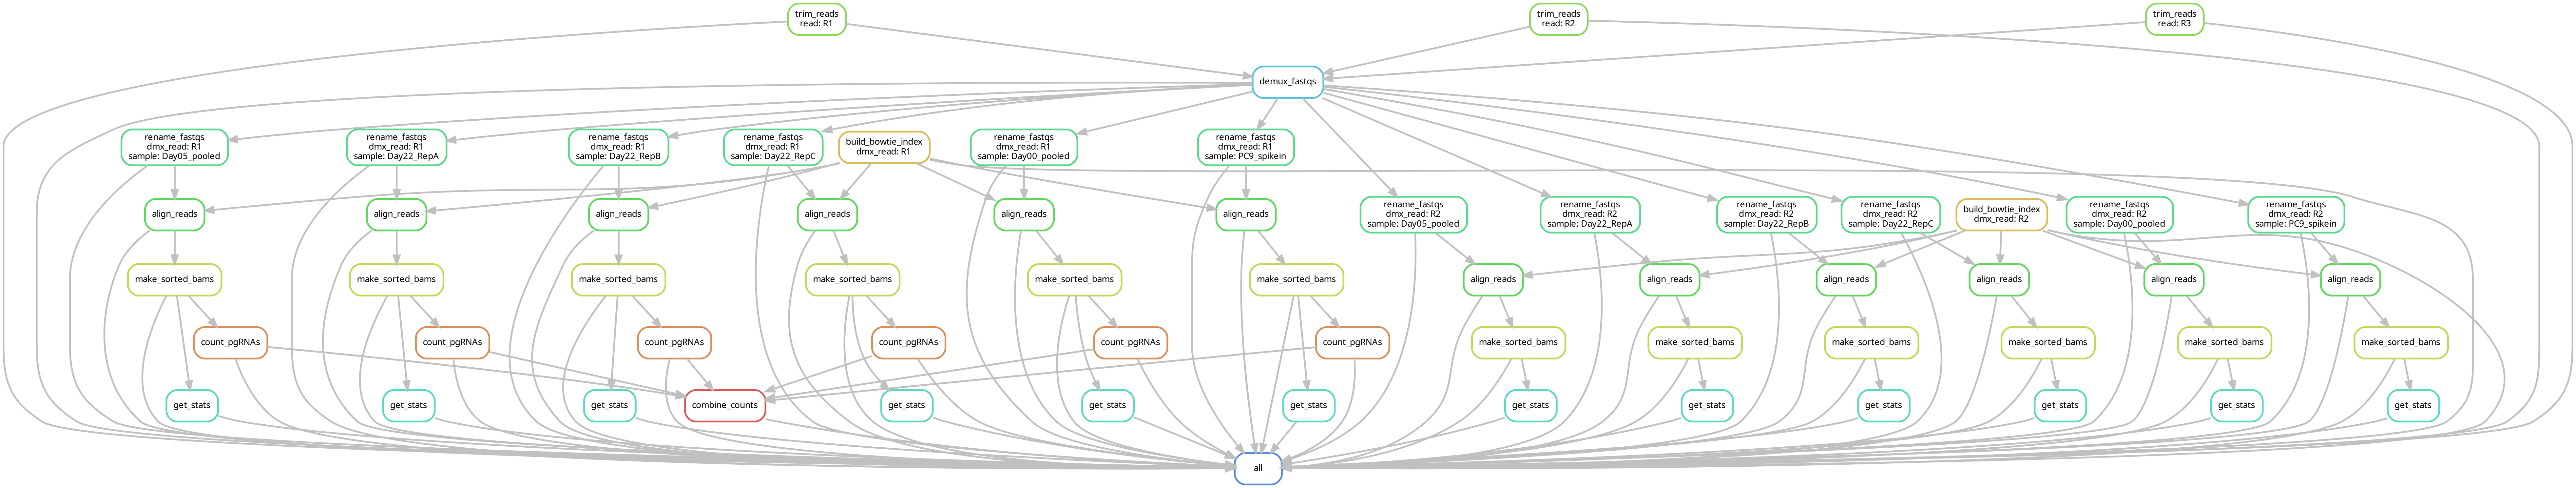 trim_reads
read: R1
trim_reads
read: R2
trim_reads
read: R3
demux_fastqs
rename_fastqs
dmx_read: R1
sample: Day05_pooled
rename_fastqs
dmx_read: R1
sample: Day22_RepA
rename_fastqs
dmx_read: R1
sample: Day22_RepB
rename_fastqs
dmx_read: R1
sample: Day22_RepC
build_bowtie_index
dmx_read: R1
rename_fastqs
dmx_read: R1
sample: Day00_pooled
rename_fastqs
dmx_read: R1
sample: PC9_spikein
align_reads
align_reads
align_reads
align_reads
align_reads
align_reads
rename_fastqs
dmx_read: R2
sample: Day05_pooled
rename_fastqs
dmx_read: R2
sample: Day22_RepA
rename_fastqs
dmx_read: R2
sample: Day22_RepB
rename_fastqs
dmx_read: R2
sample: Day22_RepC
build_bowtie_index
dmx_read: R2
rename_fastqs
dmx_read: R2
sample: Day00_pooled
rename_fastqs
dmx_read: R2
sample: PC9_spikein
make_sorted_bams
make_sorted_bams
make_sorted_bams
make_sorted_bams
make_sorted_bams
make_sorted_bams
align_reads
align_reads
align_reads
align_reads
align_reads
align_reads
count_pgRNAs
count_pgRNAs
count_pgRNAs
count_pgRNAs
count_pgRNAs
count_pgRNAs
make_sorted_bams
make_sorted_bams
make_sorted_bams
make_sorted_bams
make_sorted_bams
make_sorted_bams
get_stats
get_stats
get_stats
combine_counts
get_stats
get_stats
get_stats
get_stats
get_stats
get_stats
get_stats
get_stats
get_stats
all